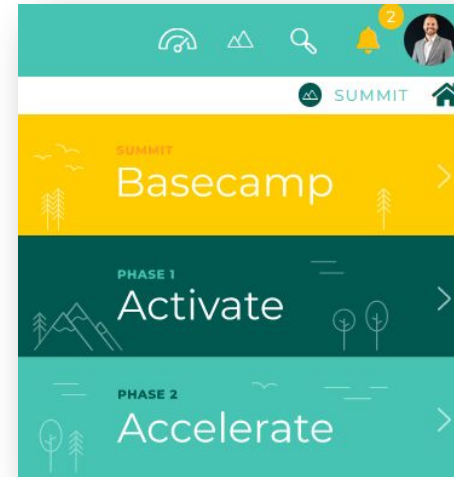 2
SUMMIT
SUMMIT
Basecamp
PHASE 1
Activate
PHASE 2
Accelerate